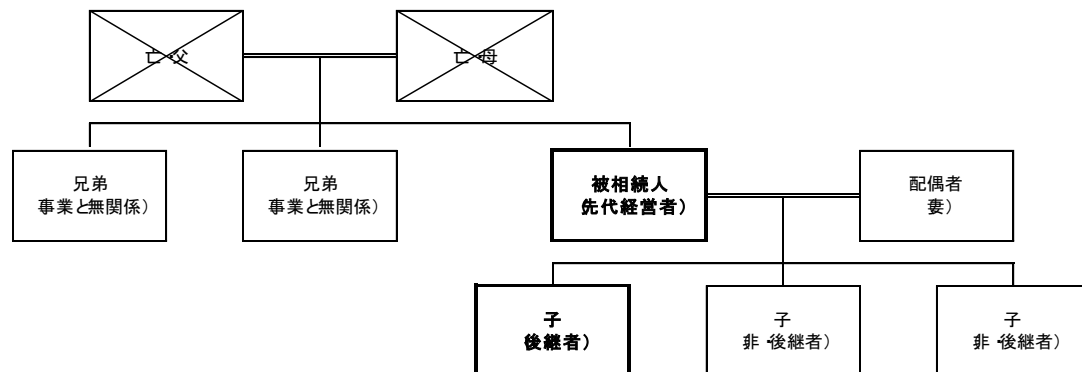 亡・父
亡・母
兄弟
事業と無関係）
兄弟
事業と無関係）
被相続人
先代経営者）
配偶者
妻）
子
後継者）
子
非・後継者）
子
非・後継者）